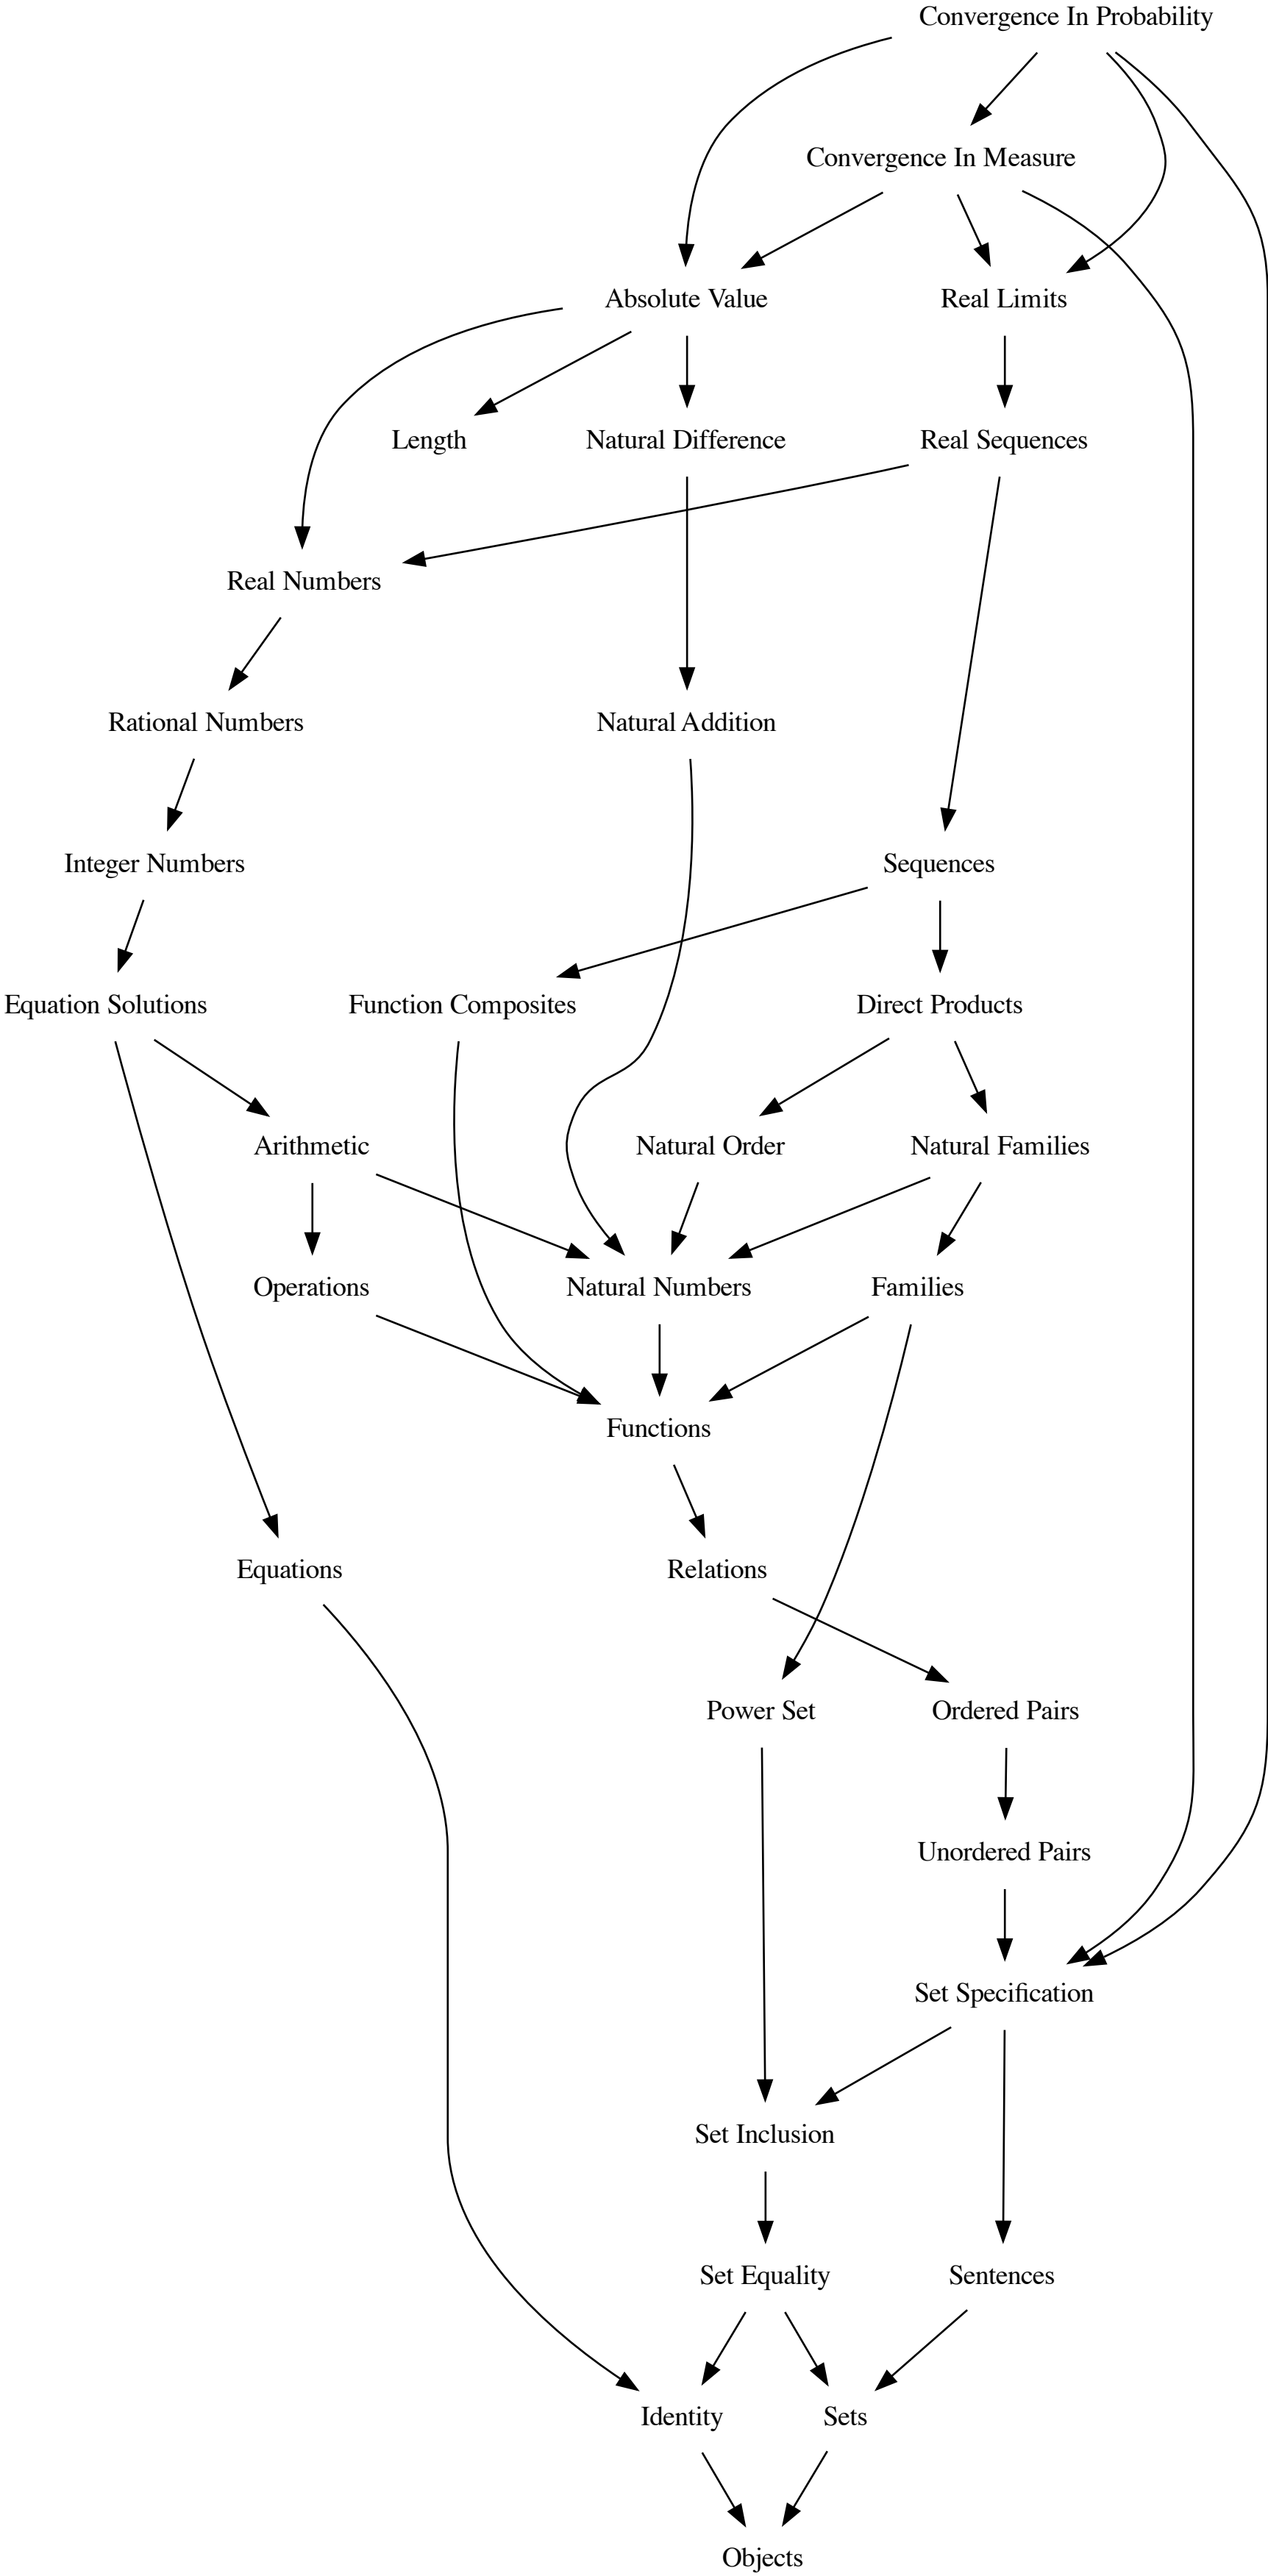 Convergence In Probability
Convergence In Measure
Absolute Value
Real Limits
Length
Natural Difference
Real Sequences
Real Numbers
Rational Numbers
Natural Addition
Integer Numbers
Sequences
Equation Solutions
Function Composites
Direct Products
Arithmetic
Natural Order
Natural Families
Operations
Natural Numbers
Families
Functions
Equations
Relations
Power Set
Ordered Pairs
Unordered Pairs
Set Specification
Set Inclusion
Set Equality
Sentences
Identity
Sets
Objects